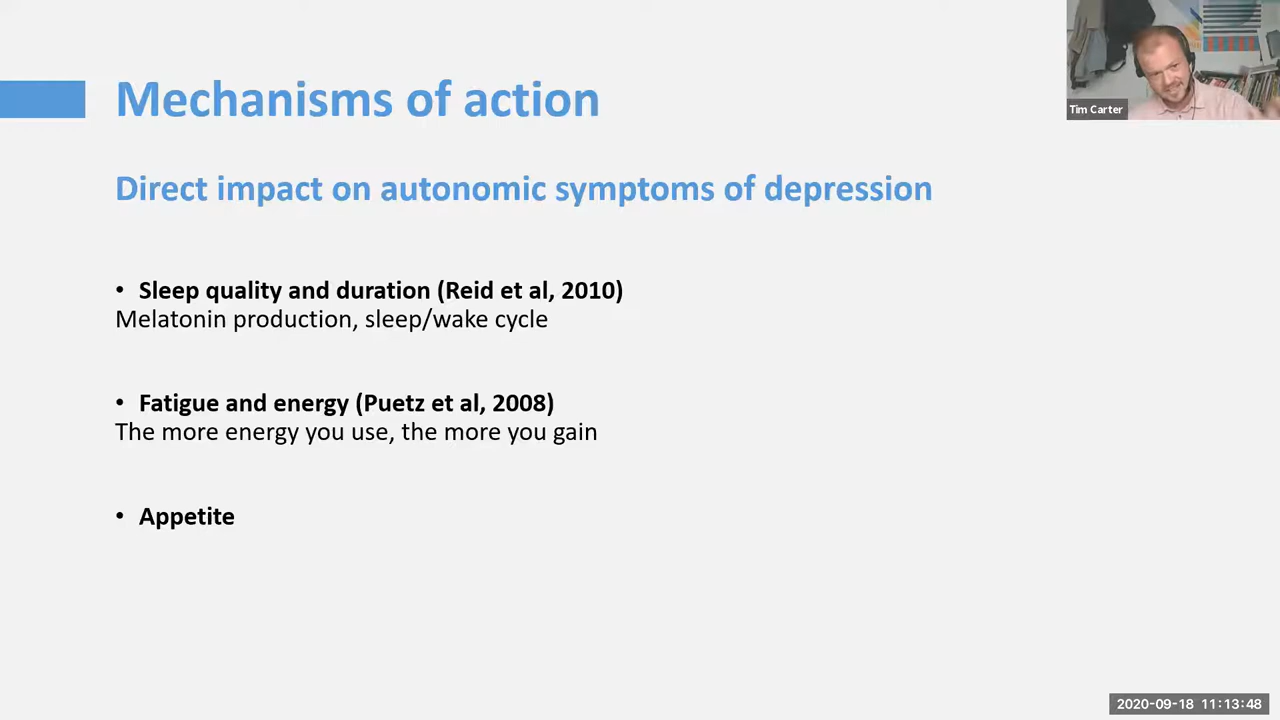 Mechanisms of action
Tim Carter
Direct impact on autonomic symptoms of depression
• Sleep quality and duration (Reid et al, 2010)
Melatonin production, sleep/wake cycle
• Fatigue and energy (Puetz et al, 2008)
The more energy you use, the more you gain
• Appetite
2020-09-18 11:13:48